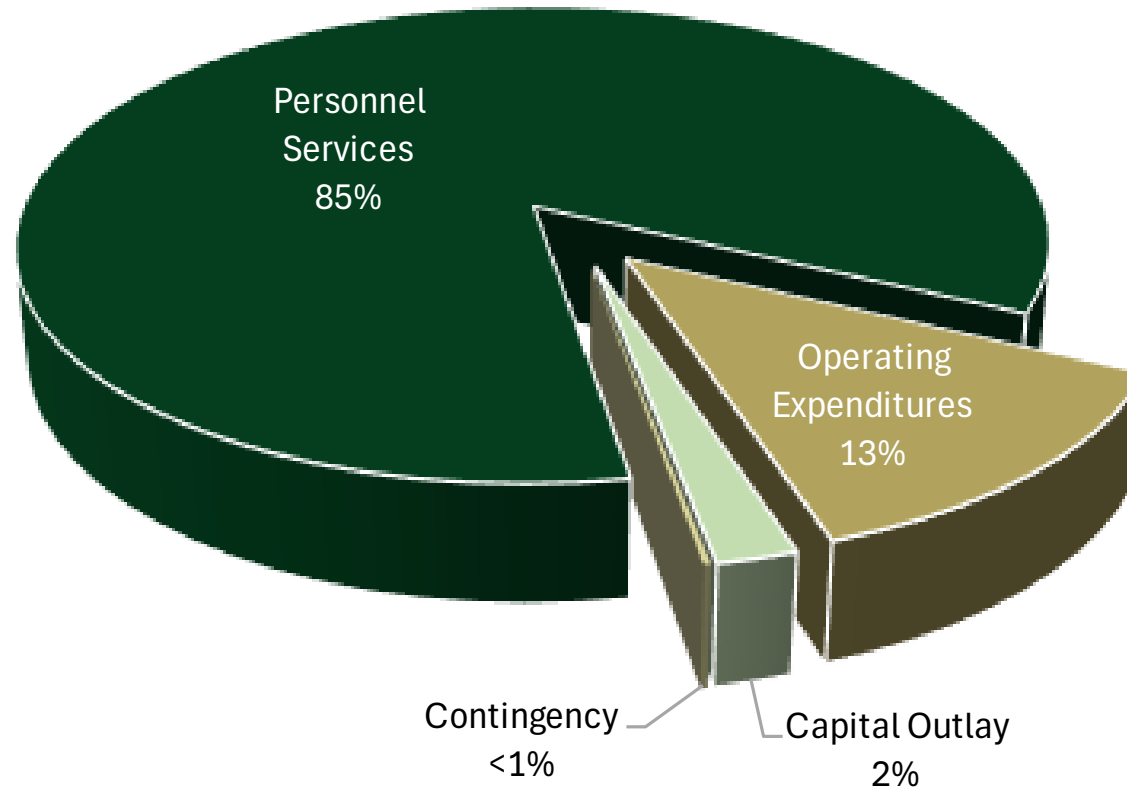 Personnel
Services
85%
Operating
Expenditures
13%
Contingency
<1%
Capital Outlay
2%